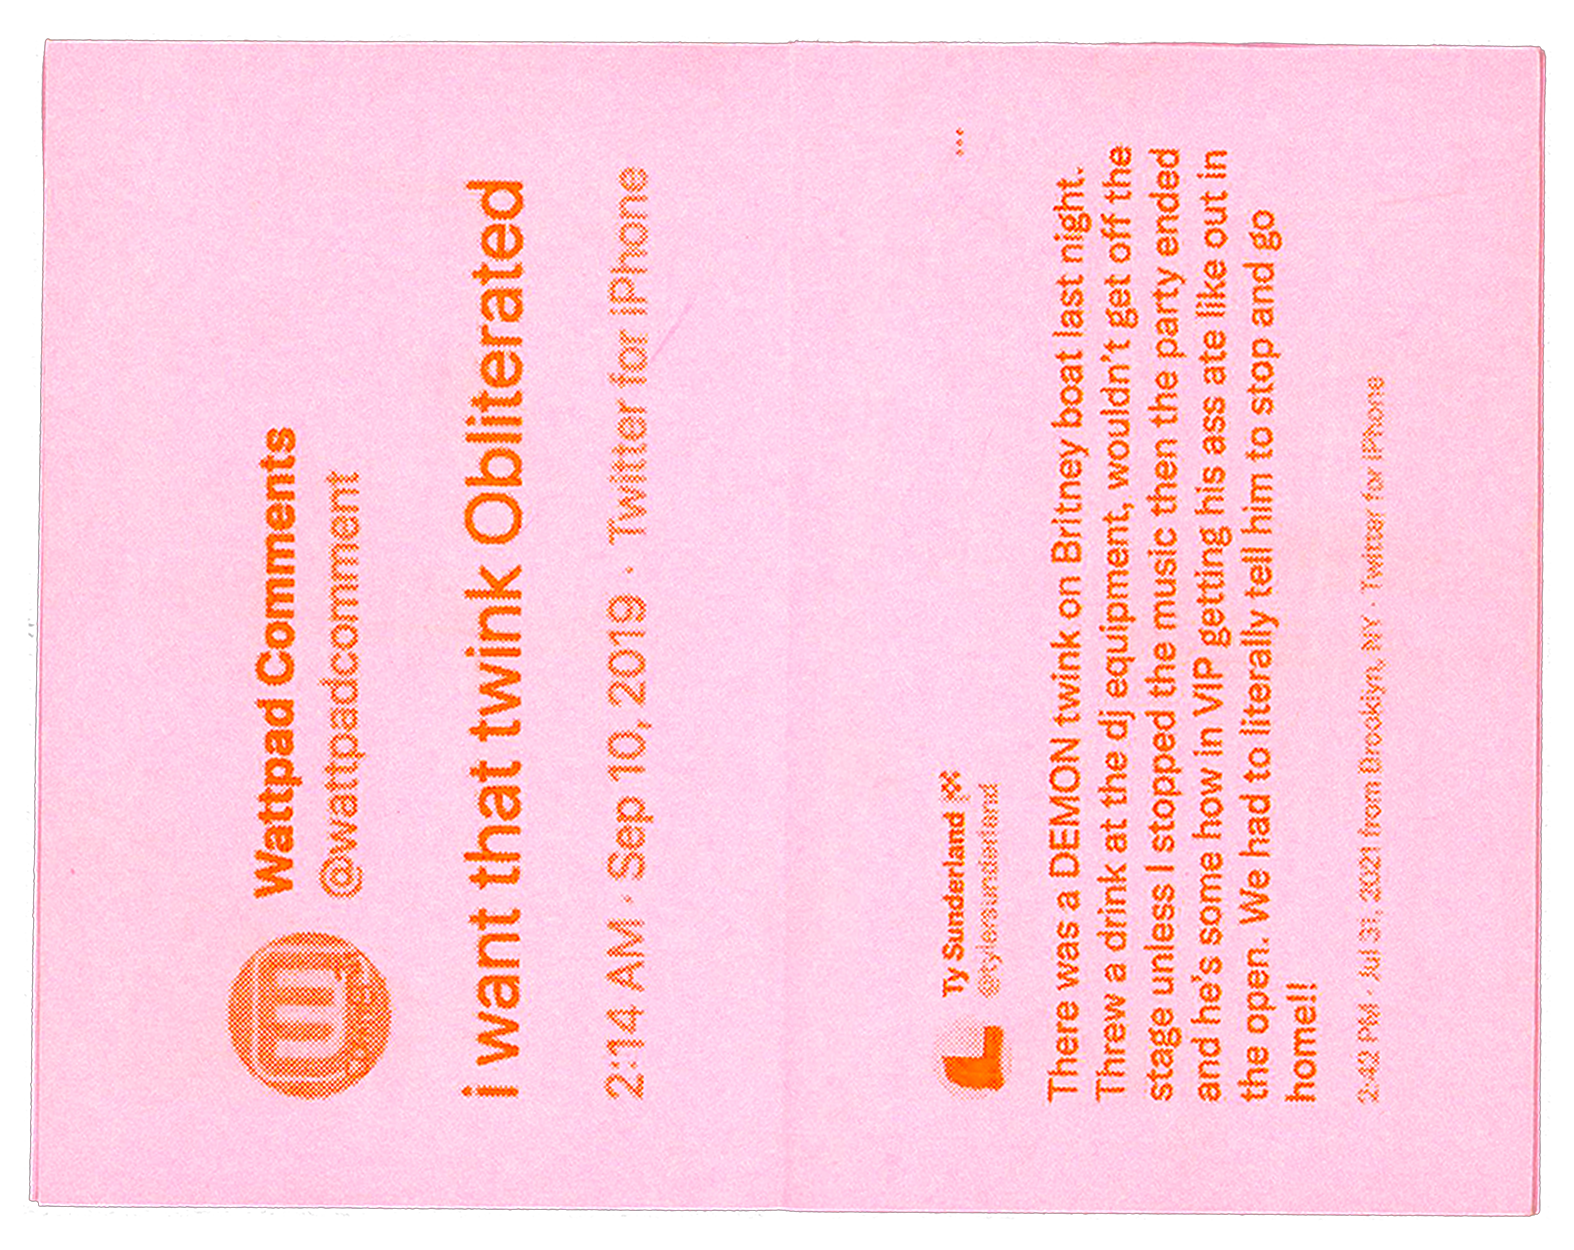 Wattpad Comments
@wattpadcomment
i want that twink Obliterated
2:14 AM · Sep 10, 2019 · Twitter for iPhone
Ty Sunderland
@tylersunderland
...
There was a DEMON twink on Britney boat last night.
Threw a drink at the dj equipment, wouldn't get off the
stage unless I stopped the music then the party ended
and he's some how in VIP getting his ass ate like out in
the open. We had to literally tell him to stop and go
home!!
2:42 PM · Jul 31, 2021 from Brooklyn, NY · Twitter for iPhone